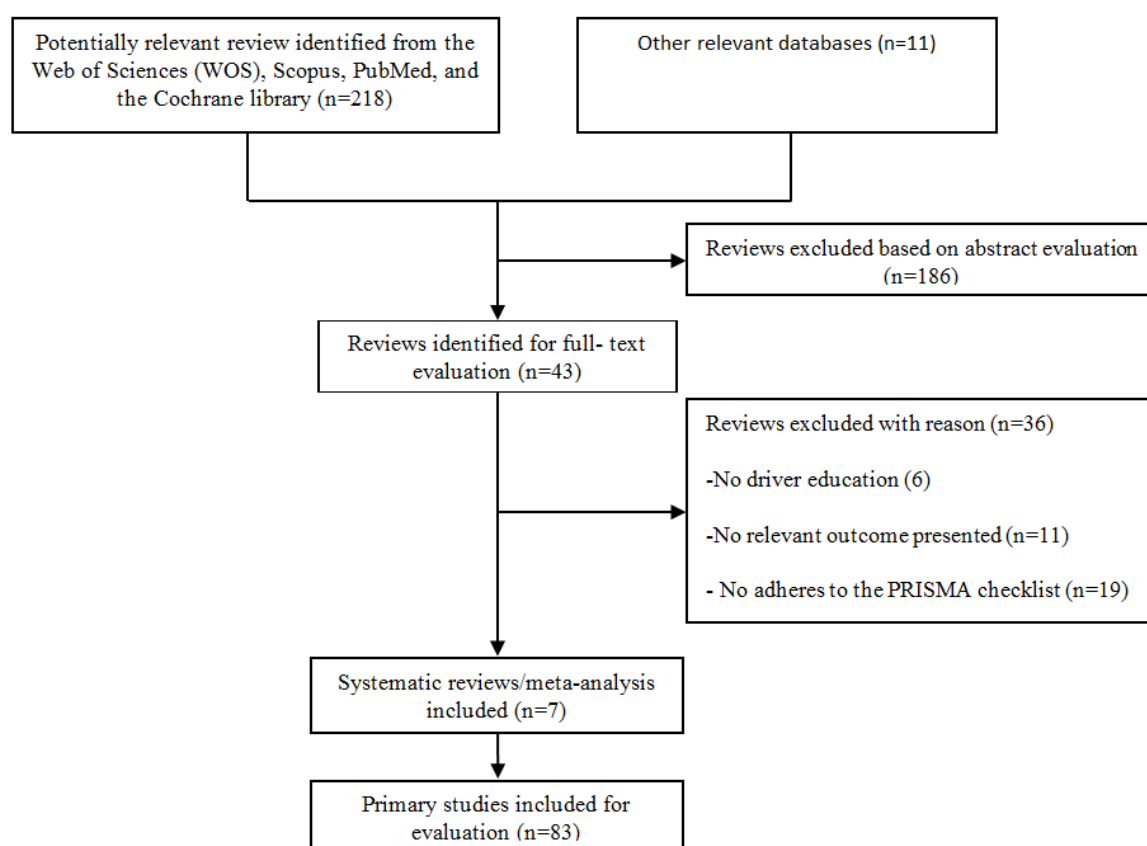 Potentially relevant review identified from the
Web of Sciences (WOS), Scopus, PubMed, and
the Cochrane library (n=218)
Other relevant databases (n=11)
Reviews excluded based on abstract evaluation
(n=186)
Reviews identified for full- text
evaluation (n=43)
Reviews excluded with reason (n=36)
-No driver education (6)
-No relevant outcome presented (n=11)
- No adheres to the PRISMA checklist (n=19)
Systematic reviews/meta-analysis
included (n=7)
Primary studies included for
evaluation (n=83)